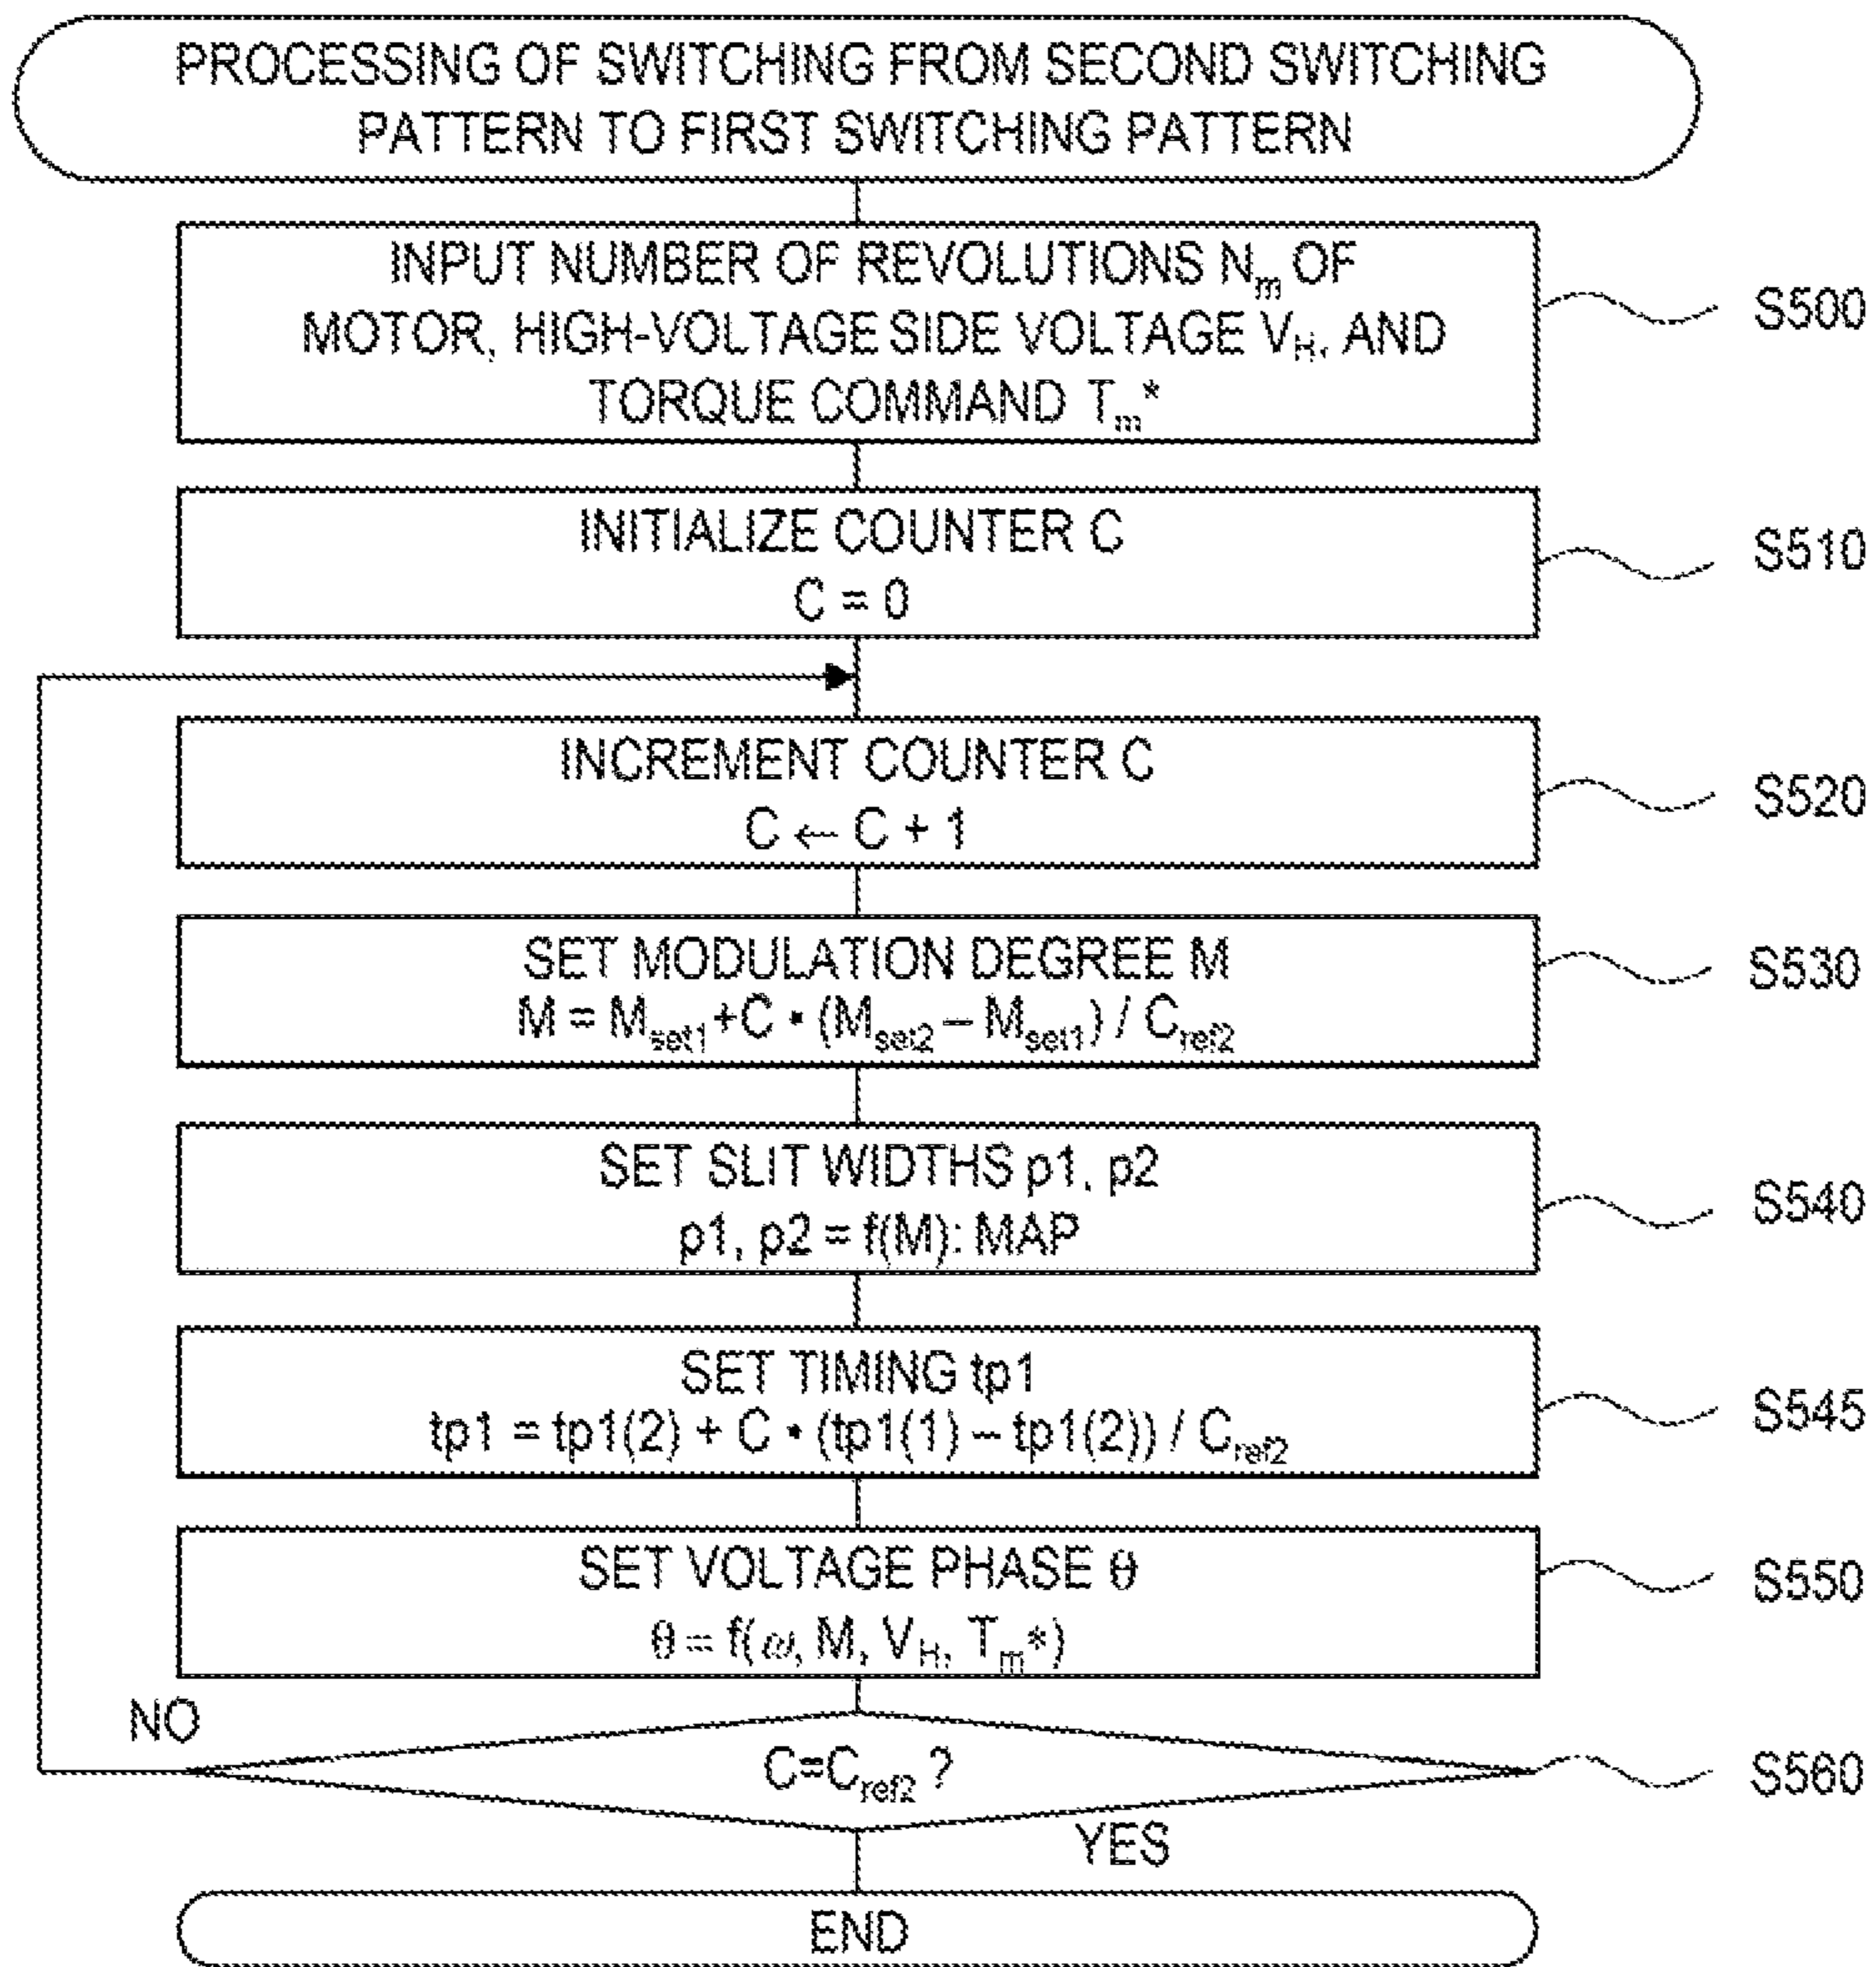 PROCESSING OF SWITCHING FROM SECOND SWITCHING
PATTERN TO FIRST SWITCHING PATTERN
INPUT NUMBER OF REVOLUTIONS Nm OF
MOTOR, HIGH-VOLTAGE SIDE VOLTAGE VH, AND
TORQUE COMMAND Tm*
S500
INITIALIZE COUNTER C
C = 0
S510
INCREMENT COUNTER C
C ← C + 1
S520
SET MODULATION DEGREE M
M = Mset1+C • (Mset2 – Mset1) / Cref2
S530
SET SLIT WIDTHS p1, p2
p1, p2 = f(M): MAP
S540
SET TIMING tp1
tp1 = tp1(2) + C • (tp1(1) – tp1(2)) / Cref2
S545
SET VOLTAGE PHASE θ
θ = f(ω, M, VH, Tm*)
S550
NO
C=Cref2 ?
S560
YES
END